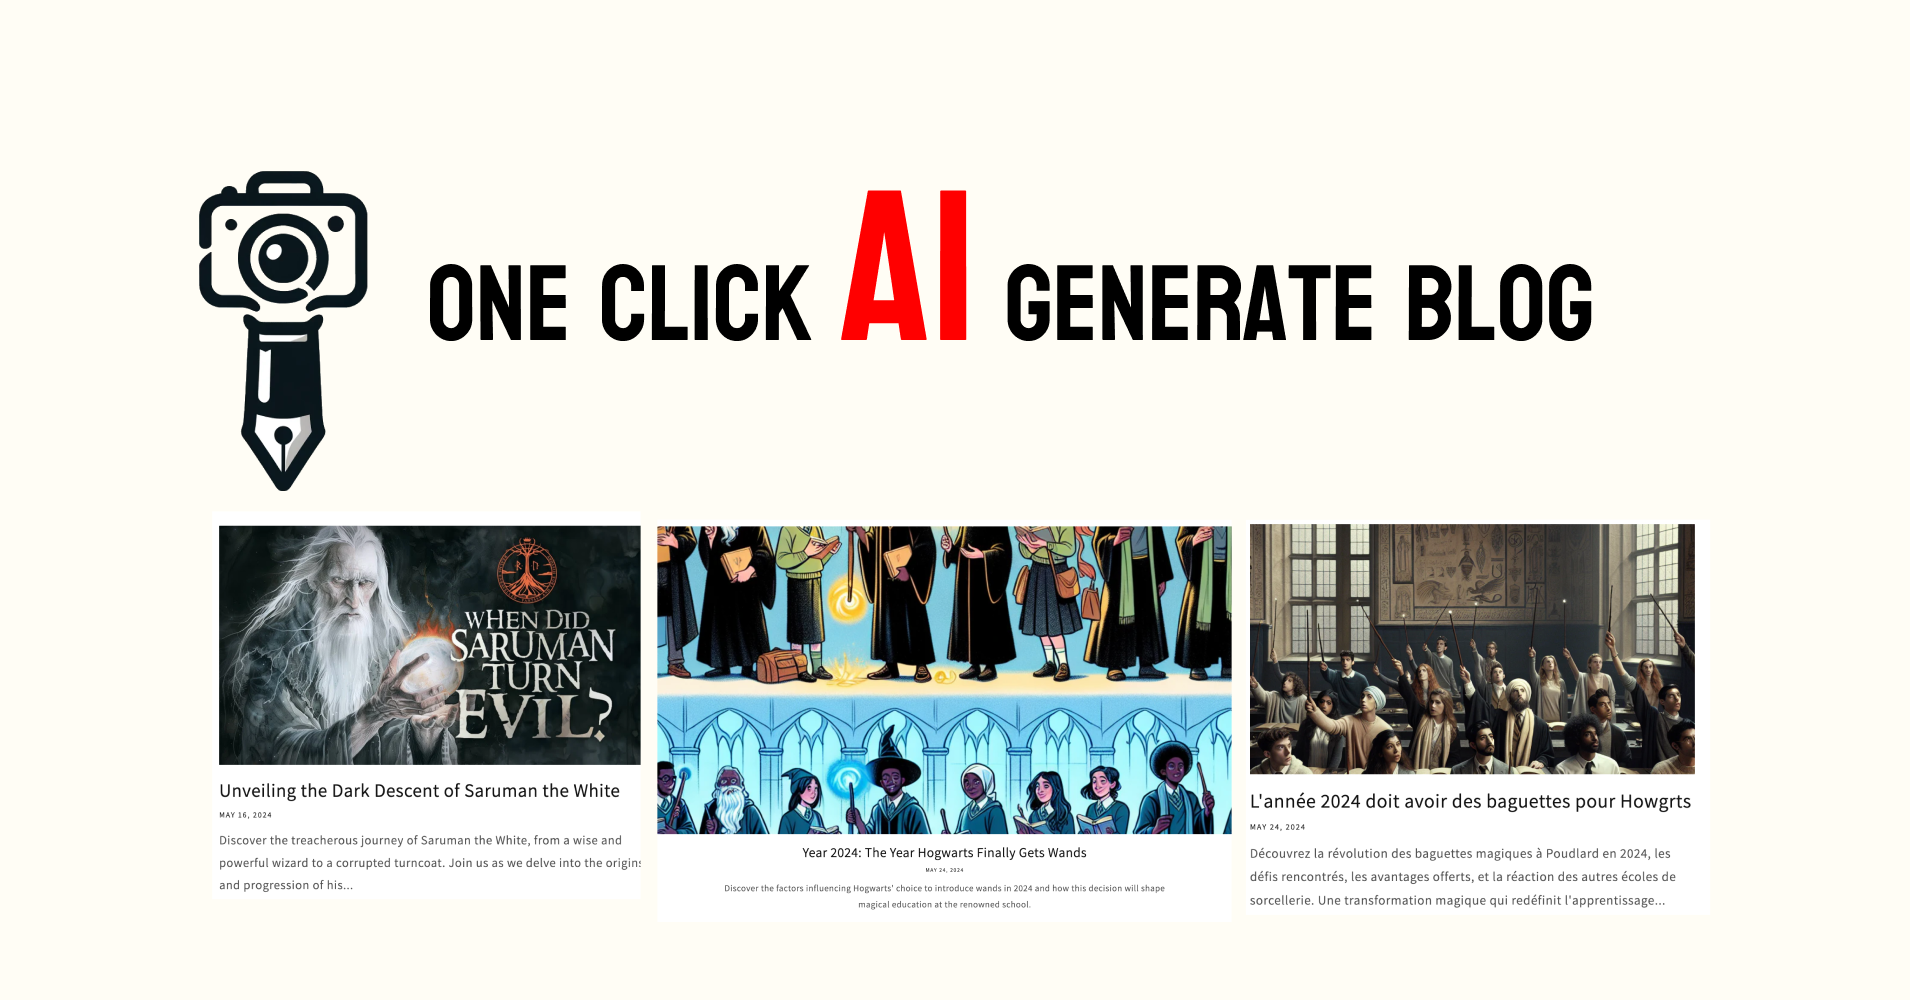 ONE CLICK AI GENERATE BLOG
WHEN DID
SARUMAN
TURN
EVIL?
Unveiling the Dark Descent of Saruman the White
MAY 16, 2024
Discover the treacherous journey of Saruman the White, from a wise and
powerful wizard to a corrupted turncoat. Join us as we delve into the origins
and progression of his...
Year 2024: The Year Hogwarts Finally Gets Wands
MAY 24, 2024
Discover the factors influencing Hogwarts' choice to introduce wands in 2024 and how this decision will shape
magical education at the renowned school.
L'année 2024 doit avoir des baguettes pour Howgrts
MAY 24, 2024
Découvrez la révolution des baguettes magiques à Poudlard en 2024, les
défis rencontrés, les avantages offerts, et la réaction des autres écoles de
sorcellerie. Une transformation magique qui redéfinit l'apprentissage...